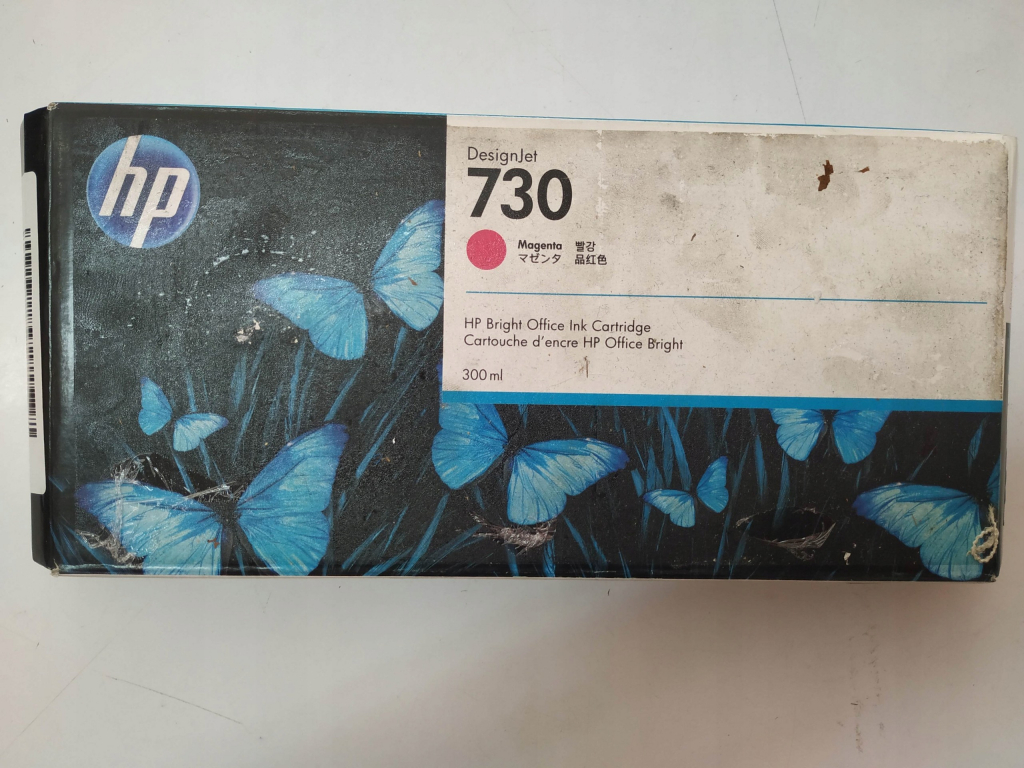 hp
DesignJet
730
Magenta 빨강
マゼンタ 品红色
HP Bright Office Ink Cartridge
Cartouche d'encre HP Office Bright
300 ml